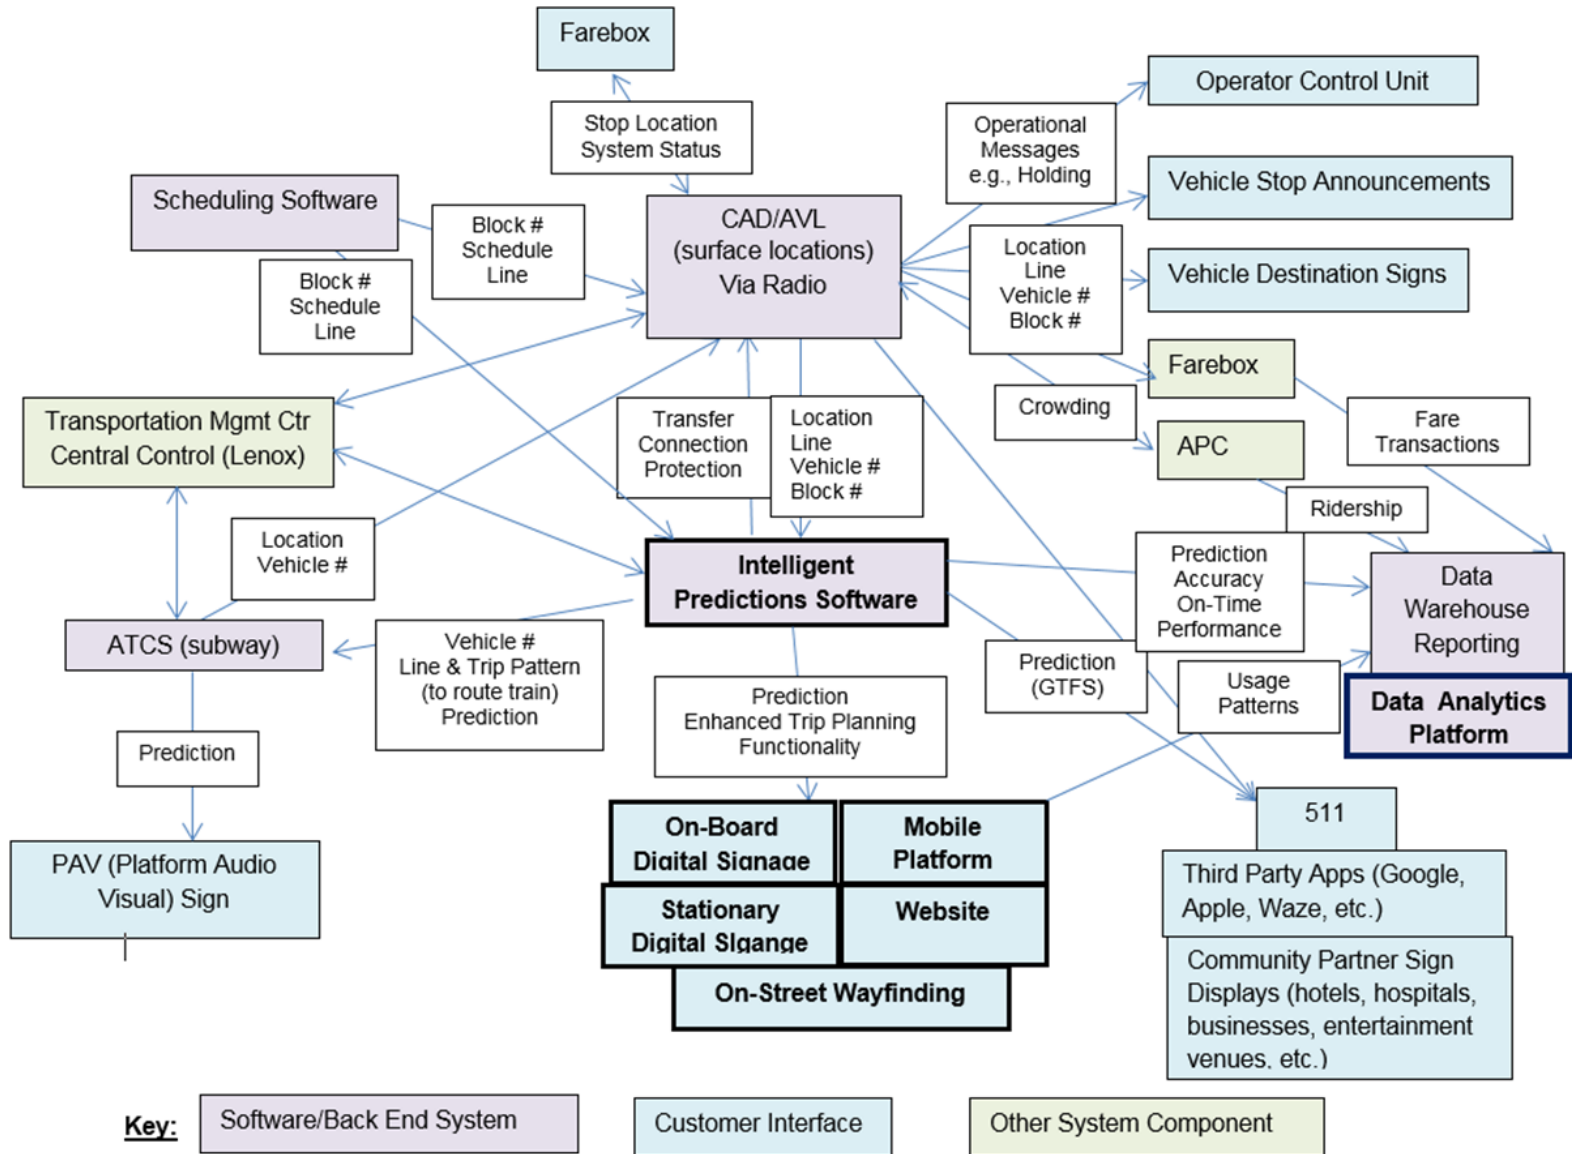 Farebox
Stop Location
System Status
Operator Control Unit
Operational
Messages
e.g., Holding
Vehicle Stop Announcements
Scheduling Software
Block #
Schedule
Line
CAD/AVL
(surface locations)
Via Radio
Location
Line
Vehicle #
Block #
Vehicle Destination Signs
Block #
Schedule
Line
Farebox
Crowding
Fare
Transactions
APC
Transportation Mgmt Ctr
Central Control (Lenox)
Transfer
Connection
Protection
Location
Line
Vehicle #
Block #
Ridership
Location
Vehicle #
Intelligent
Predictions Software
Prediction
Accuracy
On-Time
Performance
Data
Warehouse
Reporting
ATCS (subway)
Vehicle #
Line & Trip Pattern
(to route train)
Prediction
Prediction
(GTFS)
Usage
Patterns
Data Analytics
Platform
Prediction
Enhanced Trip Planning
Functionality
Prediction
On-Board
Digital Signage
Mobile
Platform
511
PAV (Platform Audio
Visual) Sign
Third Party Apps (Google,
Apple, Waze, etc.)
Stationary
Digital SIgange
Website
Community Partner Sign
Displays (hotels, hospitals,
businesses, entertainment
venues, etc.)
On-Street Wayfinding
Key:
Software/Back End System
Customer Interface
Other System Component